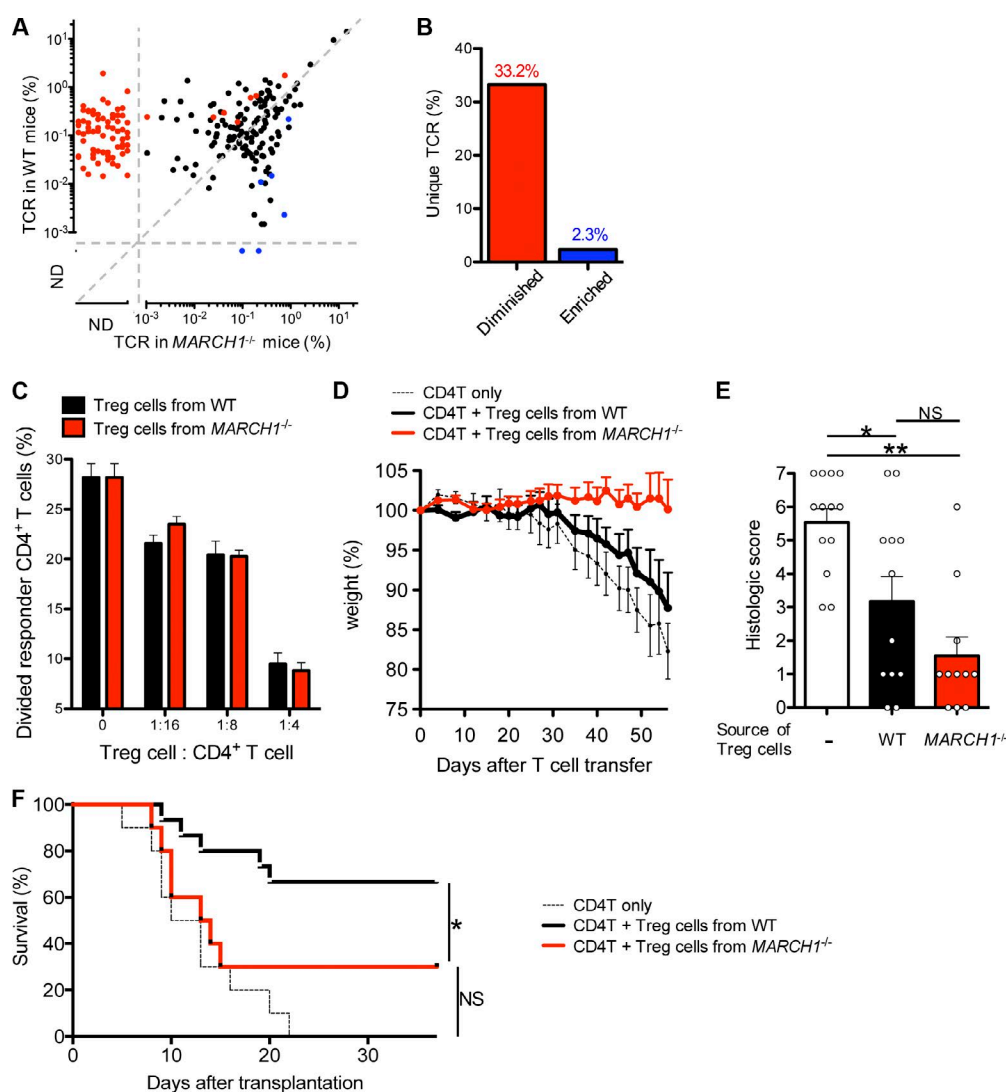 A
TCR in WT mice (%)
10¹
10⁰
10⁻¹
10⁻²
10⁻³
ND
ND
10⁻³ 10⁻² 10⁻¹ 10⁰ 10¹
TCR in MARCH1⁻/⁻ mice (%)
B
Unique TCR (%)
40
30
20
10
0
33.2%
2.3%
Diminished
Enriched
C
Treg cells from WT
Treg cells from MARCH1⁻/⁻
Divided responder CD4⁺ T cells (%)
30
25
20
15
10
5
0 1:16 1:8 1:4
Treg cell : CD4⁺ T cell
D
CD4T only
CD4T + Treg cells from WT
CD4T + Treg cells from MARCH1⁻/⁻
weight (%)
105
100
95
90
85
80
75
0 10 20 30 40 50
Days after T cell transfer
E
NS
*
**
Histologic score
7
6
5
4
3
2
1
0
Source of
Treg cells
- WT MARCH1⁻/⁻
F
Survival (%)
100
80
60
40
20
0
0 10 20 30
Days after transplantation
*
NS
CD4T only
CD4T + Treg cells from WT
CD4T + Treg cells from MARCH1⁻/⁻